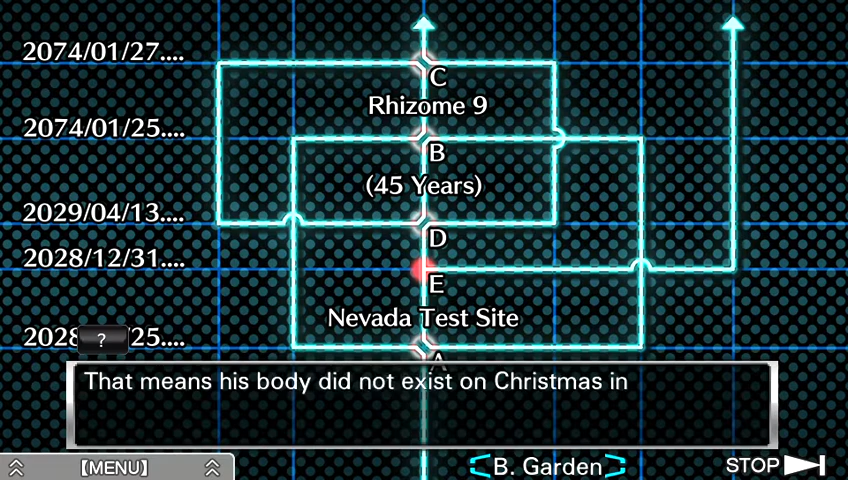 2074/01/27....
C
Rhizome 9
2074/01/25....
B
(45 Years)
2029/04/13....
D
2028/12/31....
E
Nevada Test Site
2028 25....
?
A
That means his body did not exist on Christmas in
【MENU】
B. Garden
STOP